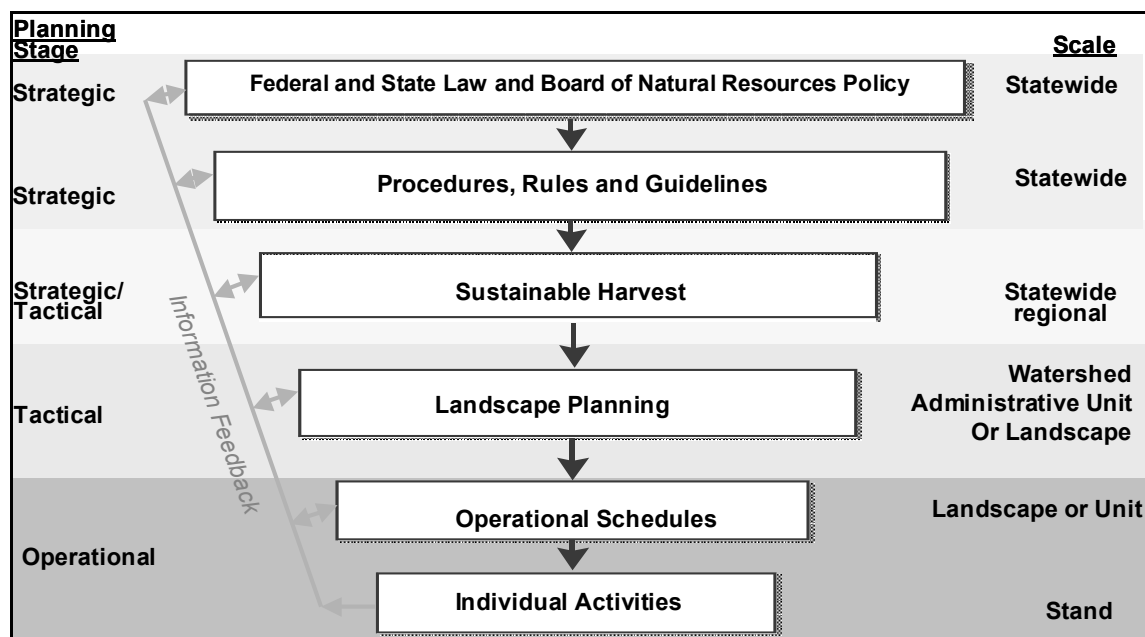 Planning
Stage
Scale
Strategic
Federal and State Law and Board of Natural Resources Policy
Statewide
Strategic
Procedures, Rules and Guidelines
Statewide
Strategic/
Tactical
Sustainable Harvest
Statewide
regional
Information Feedback
Tactical
Landscape Planning
Watershed
Administrative Unit
Or Landscape
Operational
Operational Schedules
Landscape or Unit
Individual Activities
Stand